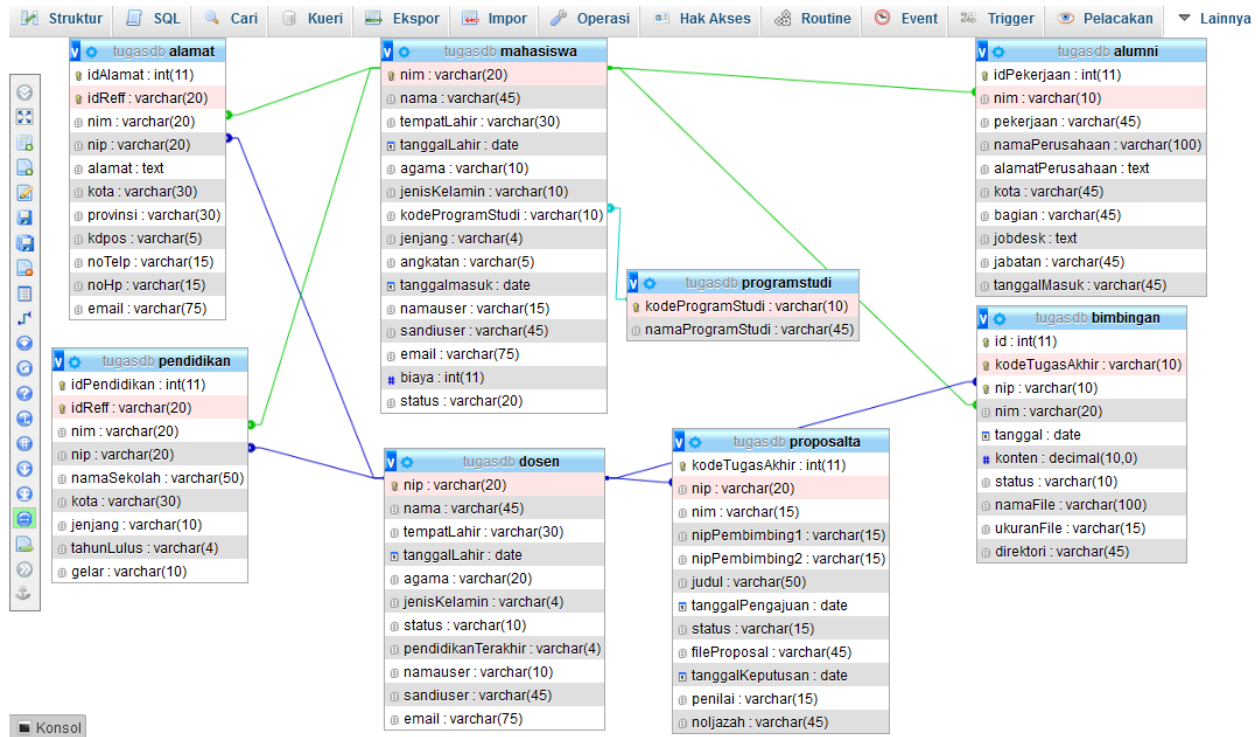 Struktur SQL Cari Kueri Ekspor Impor Operasi Hak Akses Routine Event Trigger Pelacakan Lainnya
tugasdb alamat
idAlamat : int(11)
idReff : varchar(20)
nim : varchar(20)
nip : varchar(20)
alamat : text
kota : varchar(30)
provinsi : varchar(30)
kdpos : varchar(5)
noTelp : varchar(15)
noHp : varchar(15)
email : varchar(75)
tugasdb pendidikan
idPendidikan : int(11)
idReff : varchar(20)
nim : varchar(20)
nip : varchar(20)
namaSekolah : varchar(50)
kota : varchar(30)
jenjang : varchar(10)
tahunLulus : varchar(4)
gelar : varchar(10)
tugasdb mahasiswa
nim : varchar(20)
nama : varchar(45)
tempatLahir : varchar(30)
tanggalLahir : date
agama : varchar(10)
jenisKelamin : varchar(10)
kodeProgramStudi : varchar(10)
jenjang : varchar(4)
angkatan : varchar(5)
tanggalmasuk : date
namauser : varchar(15)
sandiuser : varchar(45)
email : varchar(75)
biaya : int(11)
status : varchar(20)
tugasdb dosen
nip : varchar(20)
nama : varchar(45)
tempatLahir : varchar(30)
tanggalLahir : date
agama : varchar(20)
jenisKelamin : varchar(4)
status : varchar(10)
pendidikanTerakhir : varchar(4)
namauser : varchar(10)
sandiuser : varchar(45)
email : varchar(75)
tugasdb programstudi
kodeProgramStudi : varchar(10)
namaProgramStudi : varchar(45)
tugasdb proposalta
kodeTugasAkhir : int(11)
nip : varchar(20)
nim : varchar(15)
nipPembimbing1 : varchar(15)
nipPembimbing2 : varchar(15)
judul : varchar(50)
tanggalPengajuan : date
status : varchar(15)
fileProposal : varchar(45)
tanggalKeputusan : date
penilai : varchar(15)
noIjazah : varchar(45)
tugasdb alumni
idPekerjaan : int(11)
nim : varchar(10)
pekerjaan : varchar(45)
namaPerusahaan : varchar(100)
alamatPerusahaan : text
kota : varchar(45)
bagian : varchar(45)
jobdesk : text
jabatan : varchar(45)
tanggalMasuk : varchar(45)
tugasdb bimbingan
id : int(11)
kodeTugasAkhir : varchar(10)
nip : varchar(10)
nim : varchar(20)
tanggal : date
konten : decimal(10,0)
status : varchar(10)
namaFile : varchar(100)
ukuranFile : varchar(15)
direktori : varchar(45)
Konsol